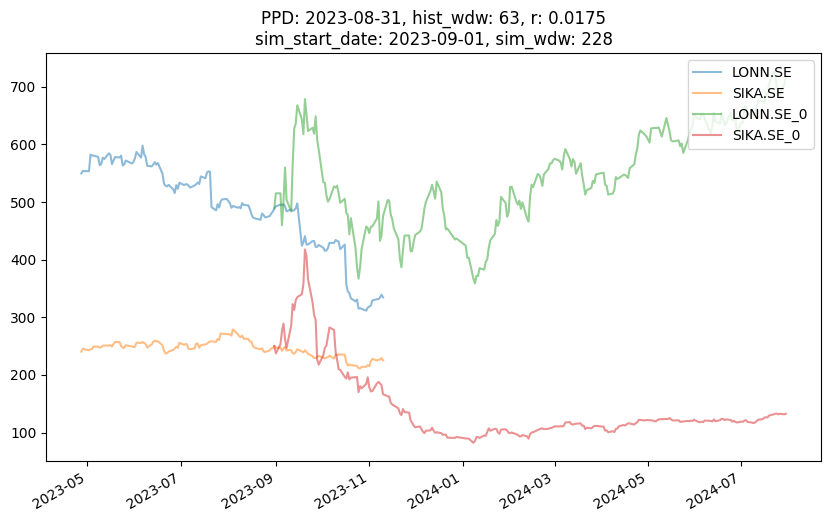 PPD: 2023-08-31, hist_wdw: 63, r: 0.0175
sim_start_date: 2023-09-01, sim_wdw: 228
LONN.SE
SIKA.SE
LONN.SE_0
SIKA.SE_0
700
600
500
400
300
200
100
2023-05
2023-07
2023-09
2023-11
2024-01
2024-03
2024-05
2024-07